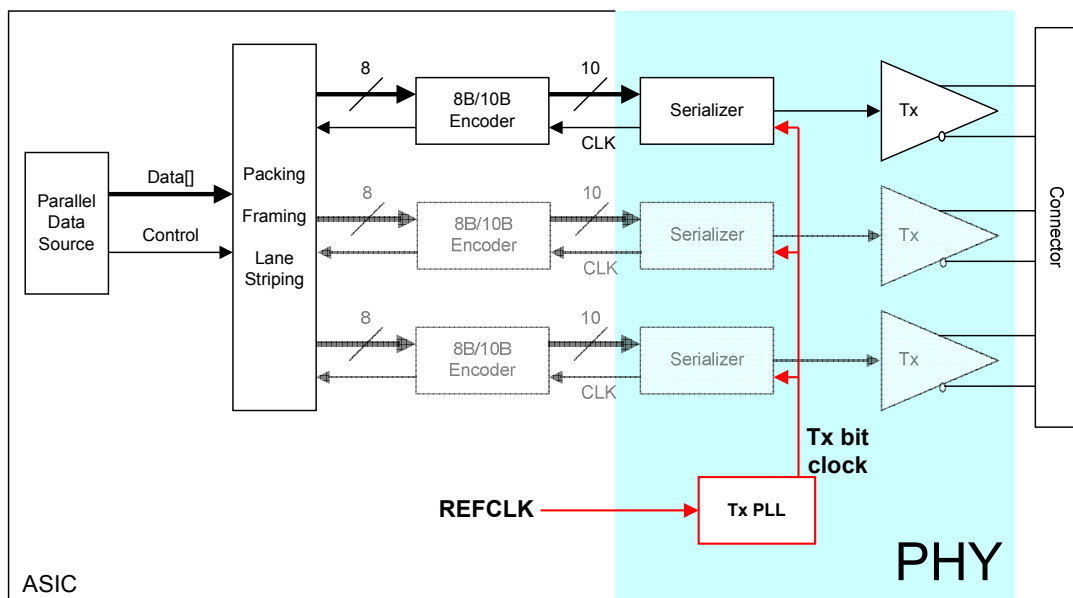 8
10
8B/10B
Encoder
Serializer
Tx
CLK
Parallel
Data
Source
Data[]
Control
Packing
Framing
Lane
Striping
8
10
8B/10B
Encoder
Serializer
Tx
CLK
Connector
8
10
8B/10B
Encoder
Serializer
Tx
CLK
Tx bit
clock
REFCLK
Tx PLL
PHY
ASIC